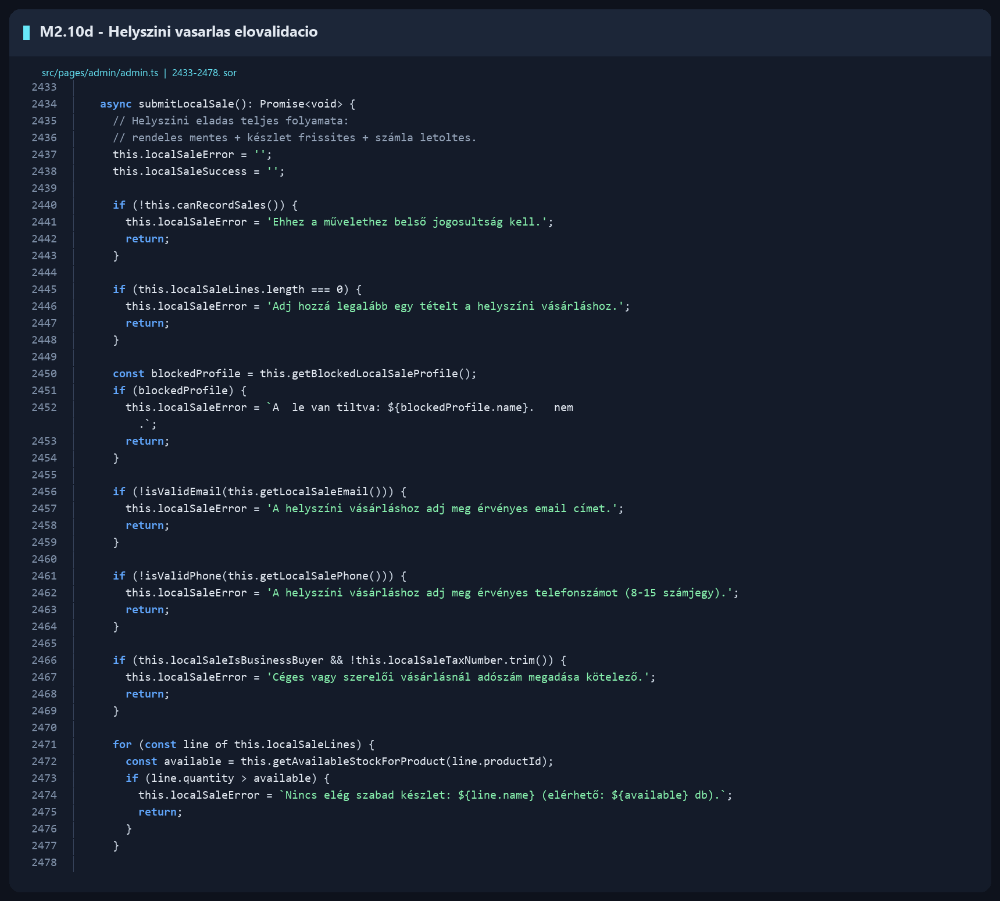 M2.10d - Helyszini vasarlas elovalidacio
src/pages/admin/admin.ts | 2433-2478. sor
2433
2434 async submitLocalSale(): Promise<void> {
2435 // Helyszini eladas teljes folyamata:
2436 // rendeles mentes + készlet frissites + számla letoltes.
2437 this.localSaleError = '';
2438 this.localSaleSuccess = '';
2439
2440 if (!this.canRecordSales()) {
2441 this.localSaleError = 'Ehhez a művelethez belső jogosultság kell.';
2442 return;
2443 }
2444
2445 if (this.localSaleLines.length === 0) {
2446 this.localSaleError = 'Adj hozzá legalább egy tételt a helyszíni vásárláshoz.';
2447 return;
2448 }
2449
2450 const blockedProfile = this.getBlockedLocalSaleProfile();
2451 if (blockedProfile) {
2452 this.localSaleError = `A  le van tiltva: ${blockedProfile.name}.   nem
.`;
2453 return;
2454 }
2455
2456 if (!isValidEmail(this.getLocalSaleEmail())) {
2457 this.localSaleError = 'A helyszíni vásárláshoz adj meg érvényes email címet.';
2458 return;
2459 }
2460
2461 if (!isValidPhone(this.getLocalSalePhone())) {
2462 this.localSaleError = 'A helyszíni vásárláshoz adj meg érvényes telefonszámot (8-15 számjegy).';
2463 return;
2464 }
2465
2466 if (this.localSaleIsBusinessBuyer && !this.localSaleTaxNumber.trim()) {
2467 this.localSaleError = 'Céges vagy szerelői vásárlásnál adószám megadása kötelező.';
2468 return;
2469 }
2470
2471 for (const line of this.localSaleLines) {
2472 const available = this.getAvailableStockForProduct(line.productId);
2473 if (line.quantity > available) {
2474 this.localSaleError = `Nincs elég szabad készlet: ${line.name} (elérhető: ${available} db).`;
2475 return;
2476 }
2477 }
2478